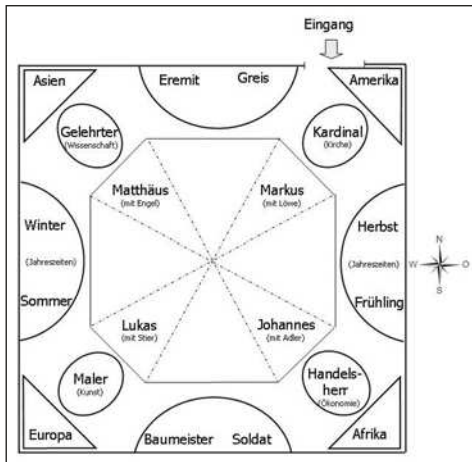 Eingang
Asien
Eremit
Greis
Amerika
Gelehrter
(Wissenschaft)
Kardinal
(Kirche)
Matthäus
(mit Engel)
Markus
(mit Löwe)
Winter
(Jahreszeiten)
Sommer
Herbst
(Jahreszeiten)
Frühling
N
W
O
S
Lukas
(mit Stier)
Johannes
(mit Adler)
Maler
(Kunst)
Handels-
herr
(Ökonomie)
Europa
Baumeister
Soldat
Afrika